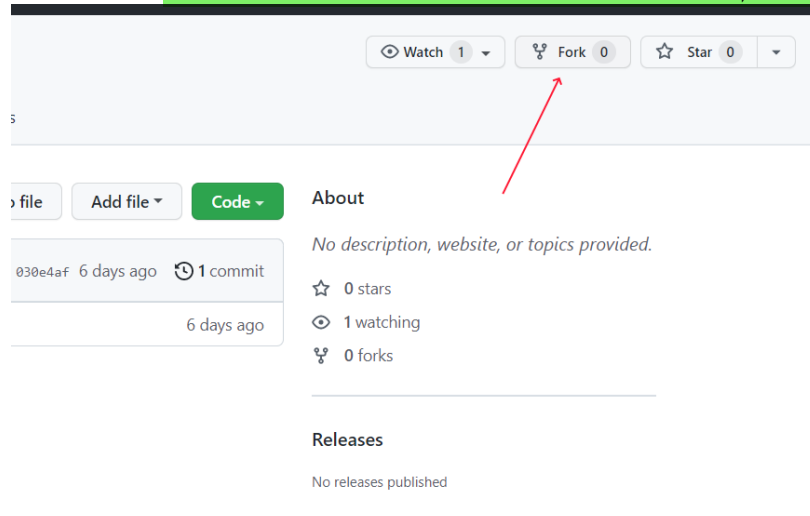 Watch 1 Fork 0 Star 0
s
file Add file Code
About
No description, website, or topics provided.
030e4af 6 days ago 1 commit
0 stars
6 days ago
1 watching
0 forks
Releases
No releases published